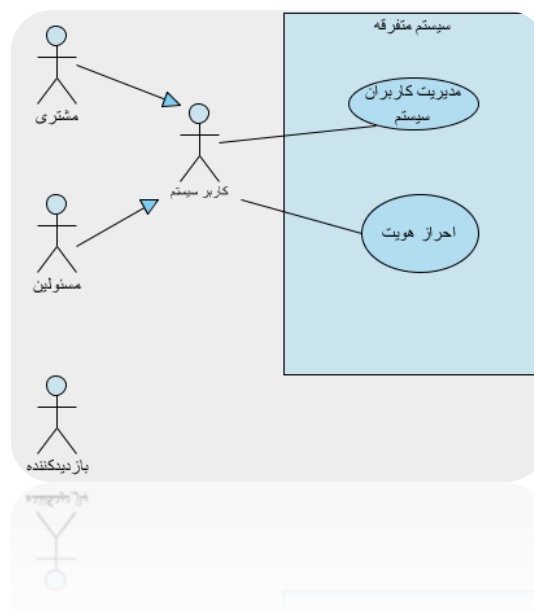 سیستم متفرقه
مدیریت کاربران
سیستم
مشتری
کاربر سیستم
احراز هویت
مسئولین
بازدیدکننده